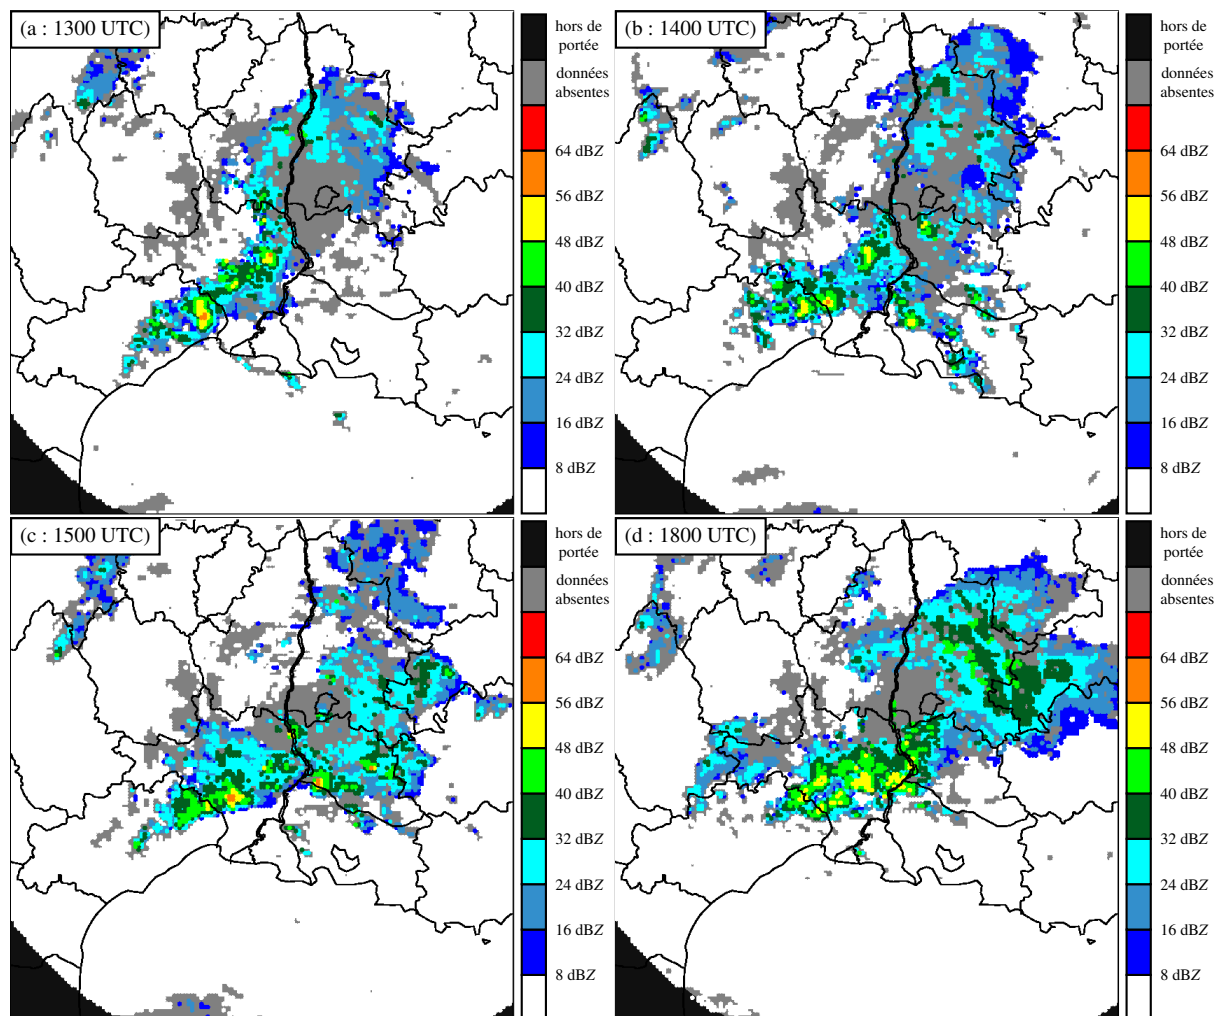 (a : 1300 UTC)
hors de
portée
données
absentes
64 dBZ
56 dBZ
48 dBZ
40 dBZ
32 dBZ
24 dBZ
16 dBZ
8 dBZ
(b : 1400 UTC)
hors de
portée
données
absentes
64 dBZ
56 dBZ
48 dBZ
40 dBZ
32 dBZ
24 dBZ
16 dBZ
8 dBZ
(c : 1500 UTC)
hors de
portée
données
absentes
64 dBZ
56 dBZ
48 dBZ
40 dBZ
32 dBZ
24 dBZ
16 dBZ
8 dBZ
(d : 1800 UTC)
hors de
portée
données
absentes
64 dBZ
56 dBZ
48 dBZ
40 dBZ
32 dBZ
24 dBZ
16 dBZ
8 dBZ